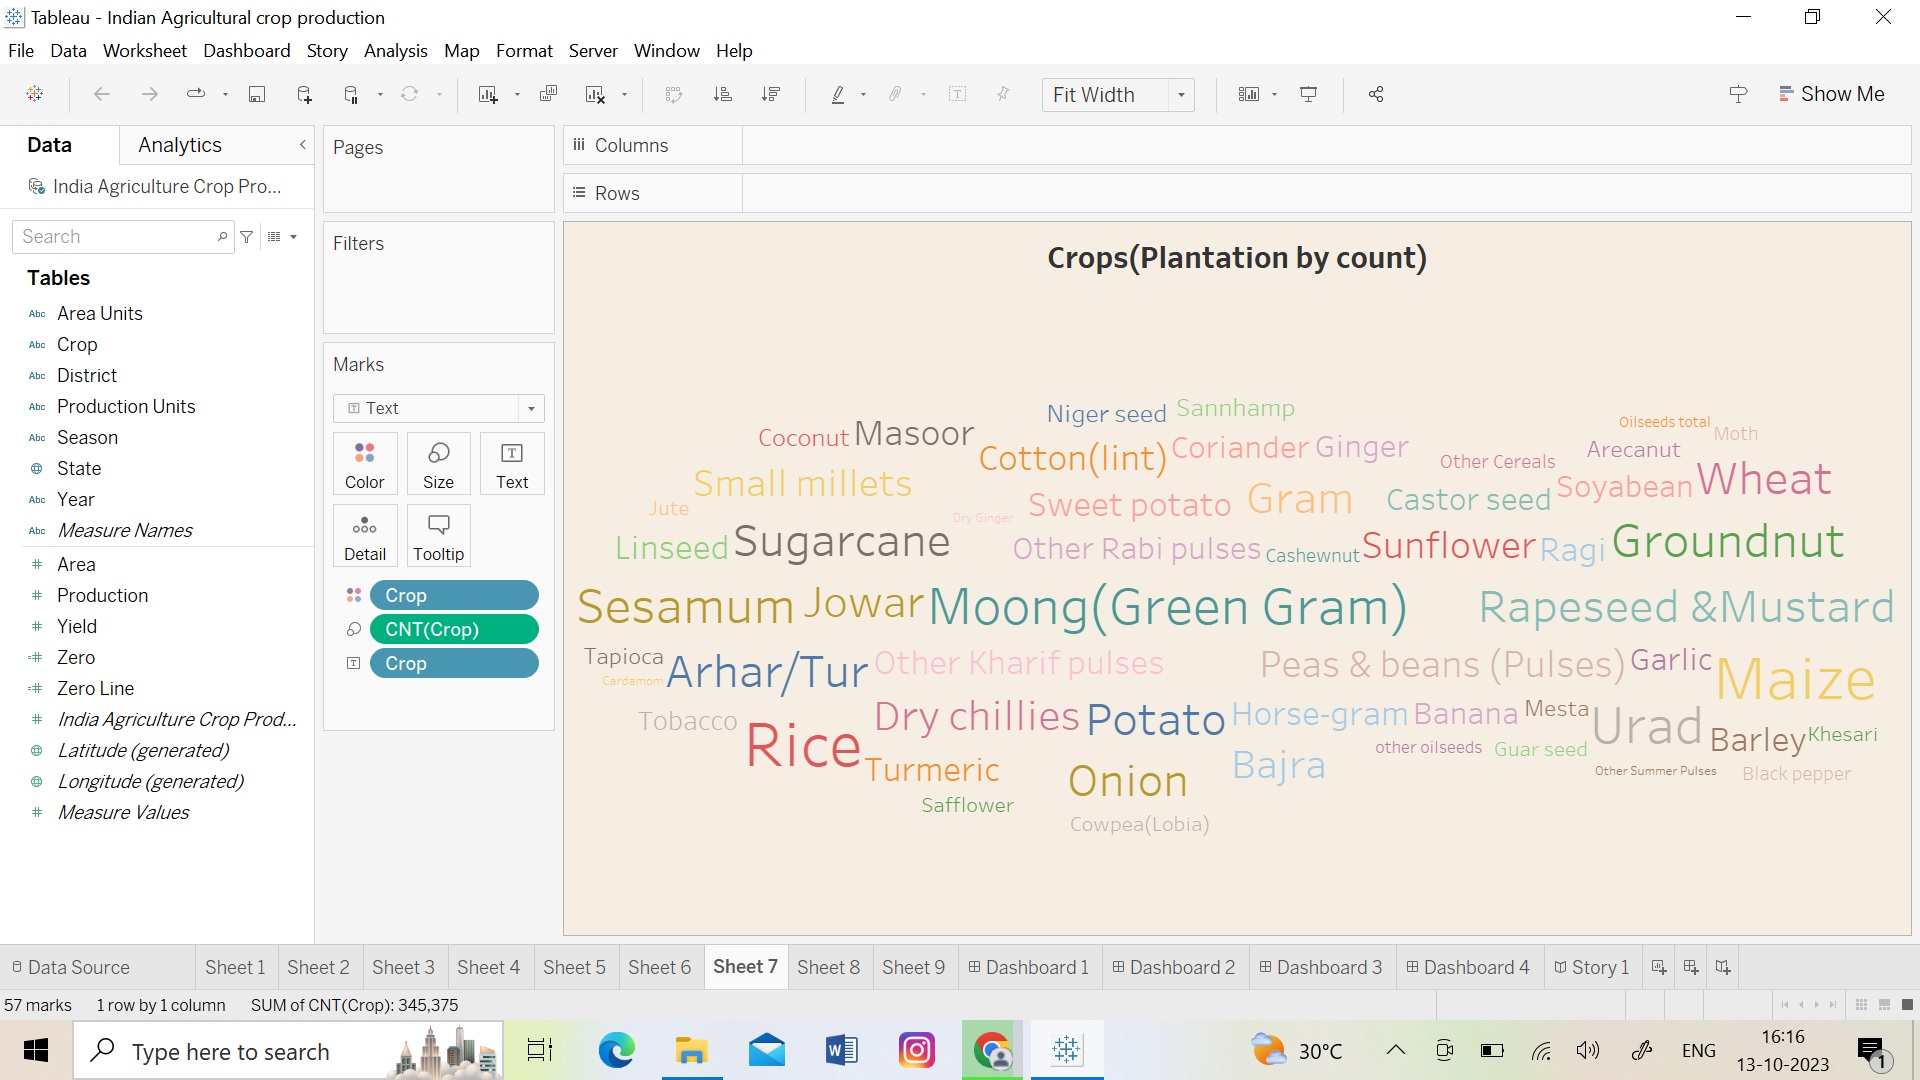 Tableau - Indian Agricultural crop production
File Data Worksheet Dashboard Story Analysis Map Format Server Window Help
Fit Width
Show Me
Data Analytics
India Agriculture Crop Pro...
Search
Tables
Abc Area Units
Abc Crop
Abc District
Abc Production Units
Abc Season
State
Abc Year
Abc Measure Names
# Area
# Production
# Yield
=# Zero
=# Zero Line
# India Agriculture Crop Prod...
Latitude (generated)
Longitude (generated)
# Measure Values
Pages
Filters
Marks
Text
Color Size Text
Detail Tooltip
Crop
CNT(Crop)
Crop
Columns
Rows
Crops(Plantation by count)
Niger seed Sannhamp
Oilseeds total Moth
Coconut Masoor
Cotton(lint) Coriander Ginger
Other Cereals Arecanut
Small millets
Sweet potato Gram Castor seed Soyabean Wheat
Jute Dry Ginger
Linseed Sugarcane Other Rabi pulses Cashewnut Sunflower Ragi Groundnut
Sesamum Jowar Moong(Green Gram) Rapeseed &Mustard
Tapioca Arhar/Tur Other Kharif pulses Peas & beans (Pulses) Garlic Maize
Cardamom
Tobacco Rice Dry chillies Potato Horse-gram Banana Mesta Urad Barley Khesari
other oilseeds Guar seed
Turmeric Onion Bajra Other Summer Pulses Black pepper
Safflower
Cowpea(Lobia)
Data Source Sheet 1 Sheet 2 Sheet 3 Sheet 4 Sheet 5 Sheet 6 Sheet 7 Sheet 8 Sheet 9 Dashboard 1 Dashboard 2 Dashboard 3 Dashboard 4 Story 1
57 marks 1 row by 1 column SUM of CNT(Crop): 345,375
Type here to search
30°C
ENG
16:16
13-10-2023
1